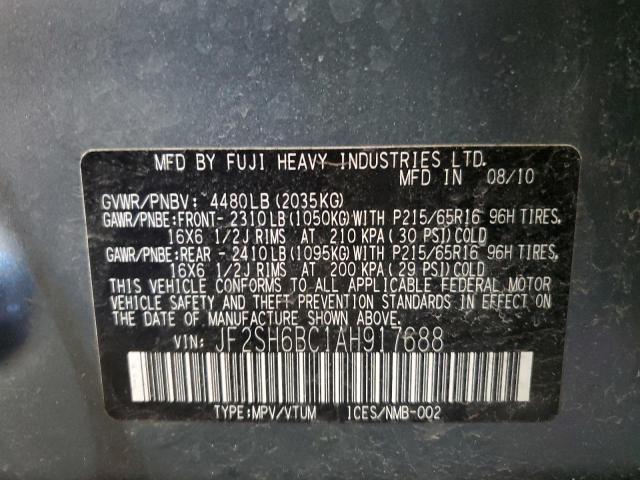 MFD BY FUJI HEAVY INDUSTRIES LTD.
MFD IN 08/10
GVWR/PNBV: 4480LB(2035KG)
GAWR/PNBE:FRONT-2310LB(1050KG)WITH P215/65R16 96H TIRES,
16X6 1/2J RIMS AT 210 KPA(30 PSI)COLD
GAWR/PNBE:REAR -2410LB(1095KG)WITH P215/65R16 96H TIRES,
16X6 1/2J RIMS AT 200 KPA(29 PSI)COLD
THIS VEHICLE CONFORMS TO ALL APPLICABLE FEDERAL MOTOR
VEHICLE SAFETY AND THEFT PREVENTION STANDARDS IN EFFECT ON
THE DATE OF MANUFACTURE SHOWN ABOVE.
VIN: JF2SH6BC1AH917688
TYPE:MPV/VTUM ICES/NMB-002